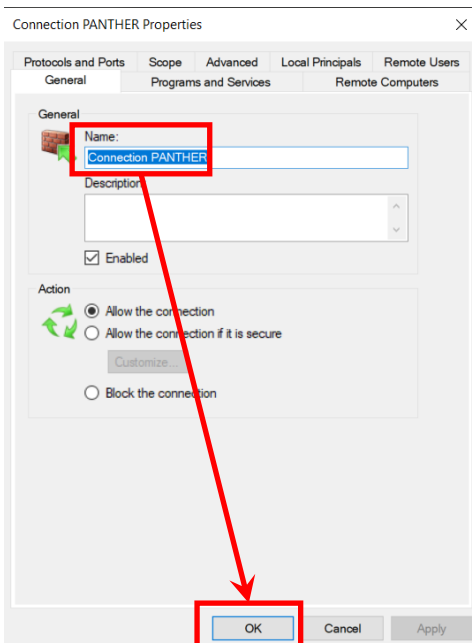 Connection PANTHER Properties
Protocols and Ports Scope Advanced Local Principals Remote Users
General Programs and Services Remote Computers
General
Name:
Connection PANTHER
Description
Enabled
Action
Allow the connection
Allow the connection if it is secure
Customize...
Block the connection
OK Cancel Apply